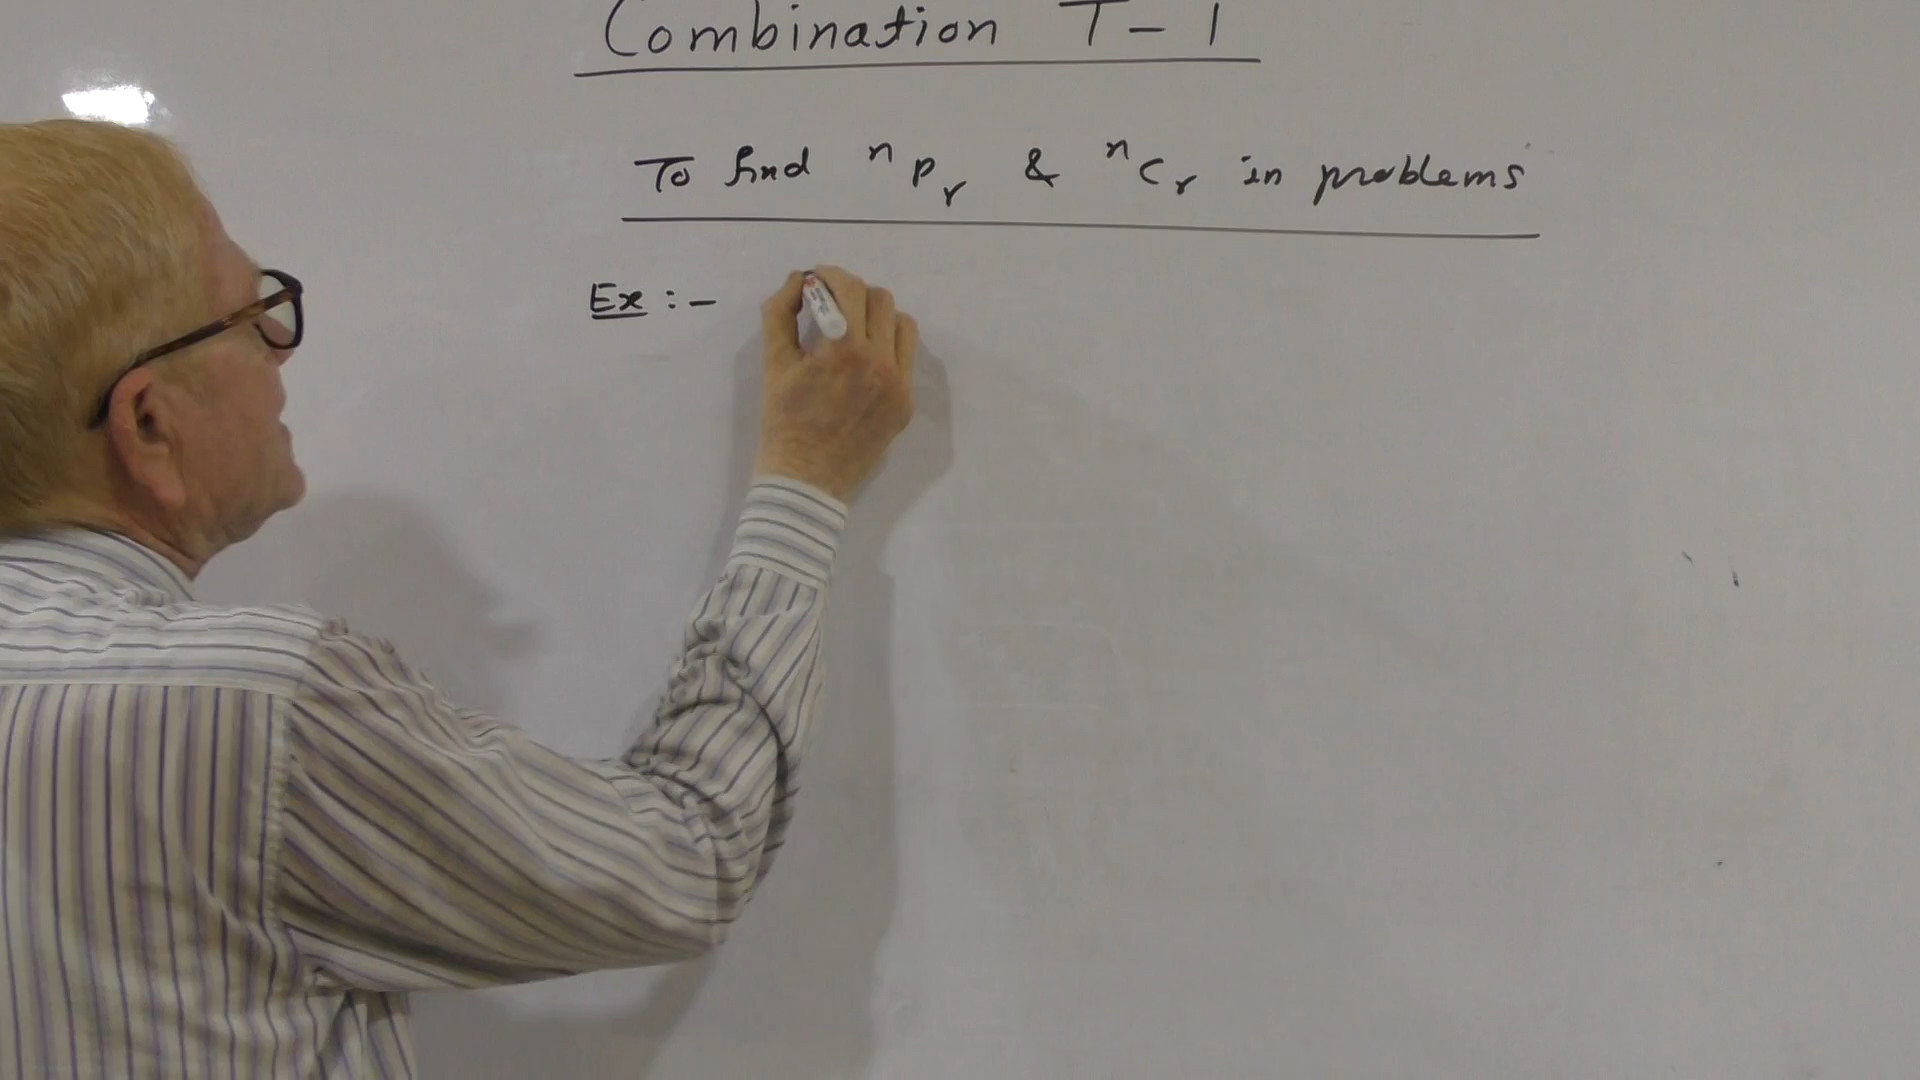 Combination T-1
To find ⁿPᵣ & ⁿCᵣ in problems
Ex :-